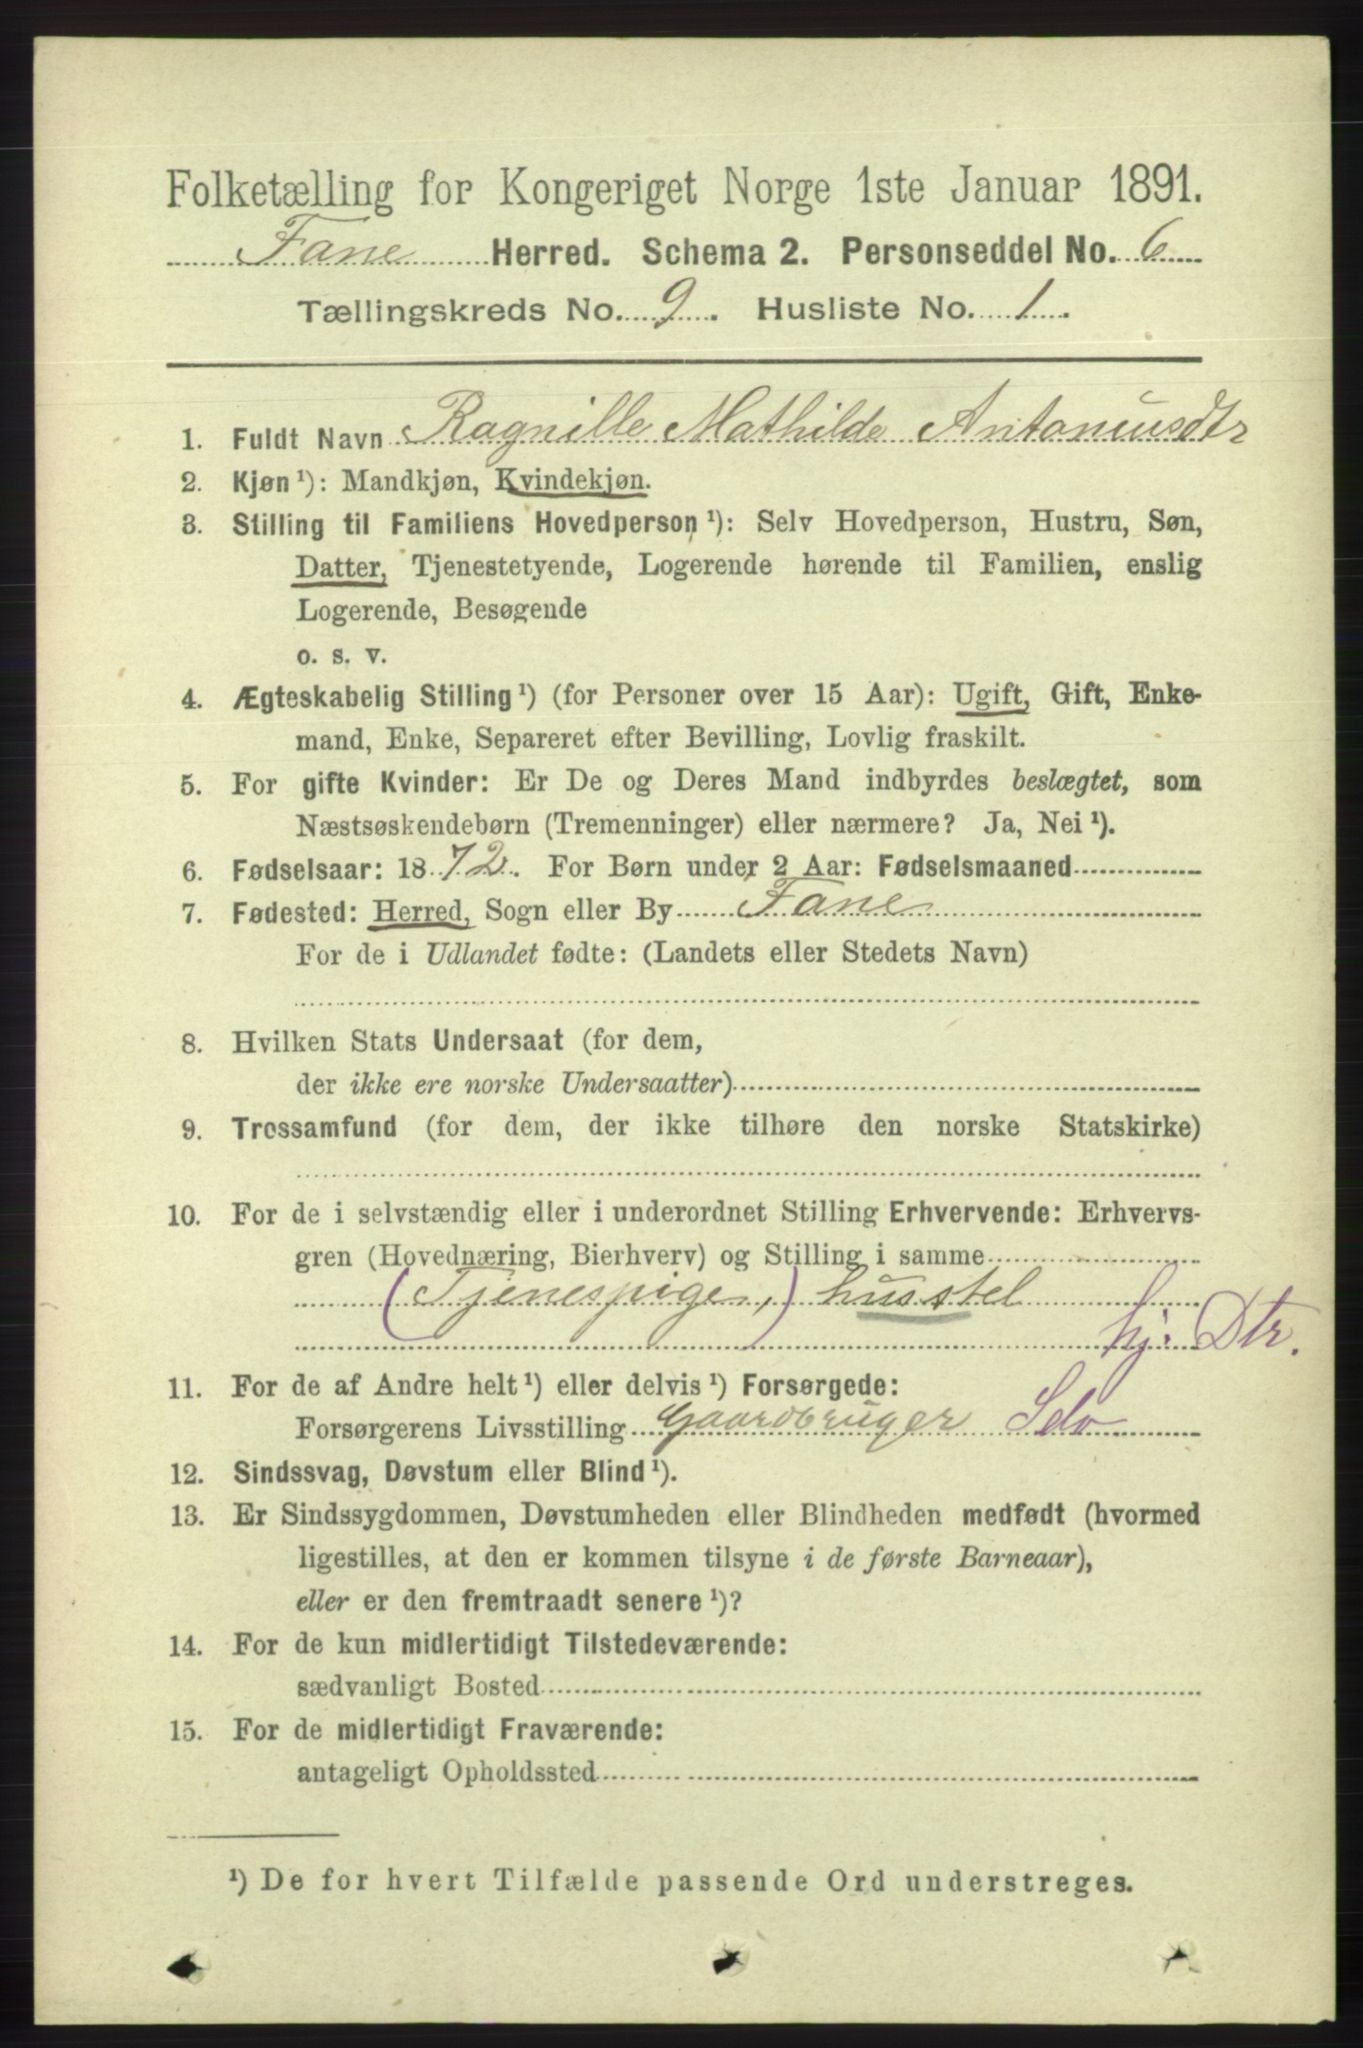 Folketælling for Kongeriget Norge 1ste Januar 1891.
Fane Herred. Schema 2. Personseddel No. 6
Tællingskreds No. 9. Husliste No. 1.
1. Fuldt Navn Ragnille Mathilde Antoniusdtr
2. Kjøn ¹): Mandkjøn, Kvindekjøn.
3. Stilling til Familiens Hovedperson ¹): Selv Hovedperson, Hustru, Søn,
Datter, Tjenestetyende, Logerende hørende til Familien, enslig
Logerende, Besøgende
o. s. v.
4. Ægteskabelig Stilling ¹) (for Personer over 15 Aar): Ugift, Gift, Enke-
mand, Enke, Separeret efter Bevilling, Lovlig fraskilt.
5. For gifte Kvinder: Er De og Deres Mand indbyrdes beslægtet, som
Næstsøskendebørn (Tremenninger) eller nærmere? Ja, Nei ¹).
6. Fødselsaar: 1872. For Børn under 2 Aar: Fødselsmaaned
7. Fødested: Herred, Sogn eller By Fane
For de i Udlandet fødte: (Landets eller Stedets Navn)
8. Hvilken Stats Undersaat (for dem,
der ikke ere norske Undersaatter)
9. Trossamfund (for dem, der ikke tilhøre den norske Statskirke)
10. For de i selvstændig eller i underordnet Stilling Erhvervende: Erhvervs-
gren (Hovednæring, Bierhverv) og Stilling i samme
(Tjenespige,) husstel
hj. Dtr.
11. For de af Andre helt ¹) eller delvis ¹) Forsørgede:
Forsørgerens Livsstilling Gaardbruger Selv
12. Sindssvag, Døvstum eller Blind ¹).
13. Er Sindssygdommen, Døvstumheden eller Blindheden medfødt (hvormed
ligestilles, at den er kommen tilsyne i de første Barneaar),
eller er den fremtraadt senere ¹)?
14. For de kun midlertidigt Tilstedeværende:
sædvanligt Bosted
15. For de midlertidigt Fraværende:
antageligt Opholdssted
¹) De for hvert Tilfælde passende Ord understreges.